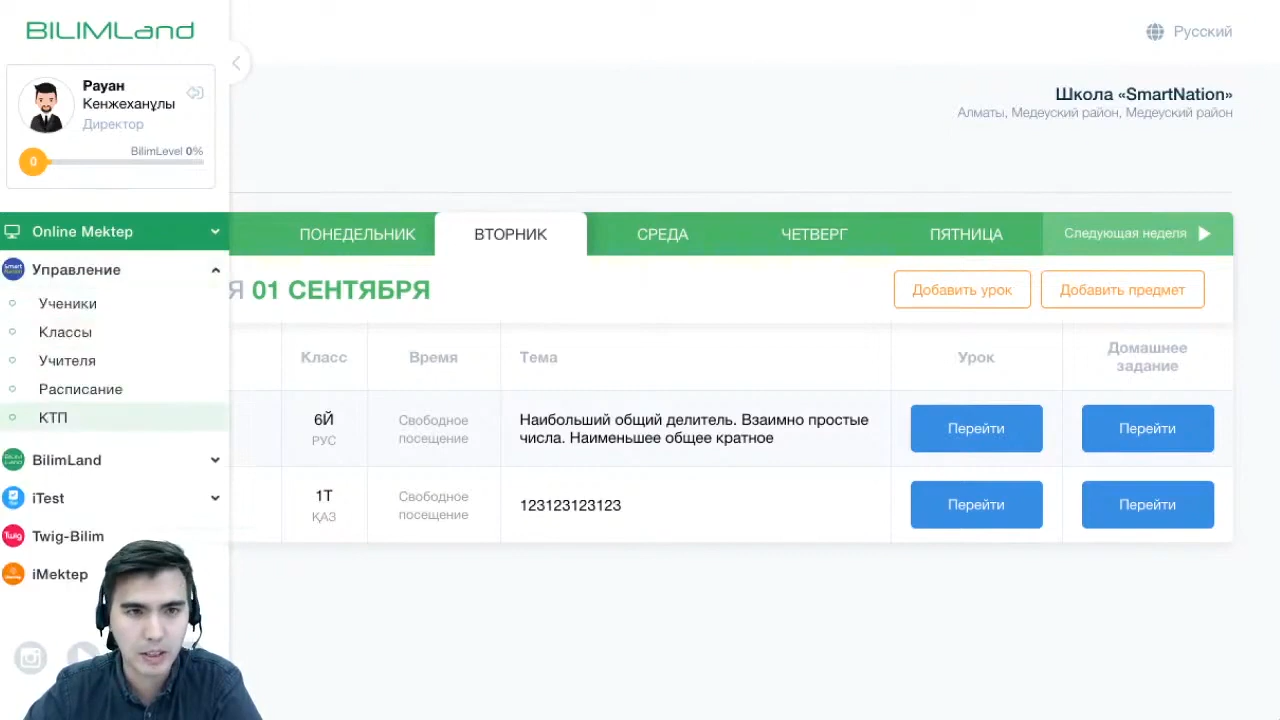 BILIMLand
Рауан
Кенжеханұлы
Директор
BilimLevel 0%
0
Online Mektep
Управление
Ученики
Классы
Учителя
Расписание
КТП
BilimLand
iTest
Twig-Bilim
iMektep
Русский
Школа «SmartNation»
Алматы, Медеуский район, Медеуский район
ПОНЕДЕЛЬНИК
ВТОРНИК
СРЕДА
ЧЕТВЕРГ
ПЯТНИЦА
Следующая неделя
Я 01 СЕНТЯБРЯ
Добавить урок
Добавить предмет
Класс
Время
Тема
Урок
Домашнее
задание
6Й
РУС
Свободное
посещение
Наибольший общий делитель. Взаимно простые
числа. Наименьшее общее кратное
Перейти
Перейти
1Т
ҚАЗ
Свободное
посещение
123123123123
Перейти
Перейти